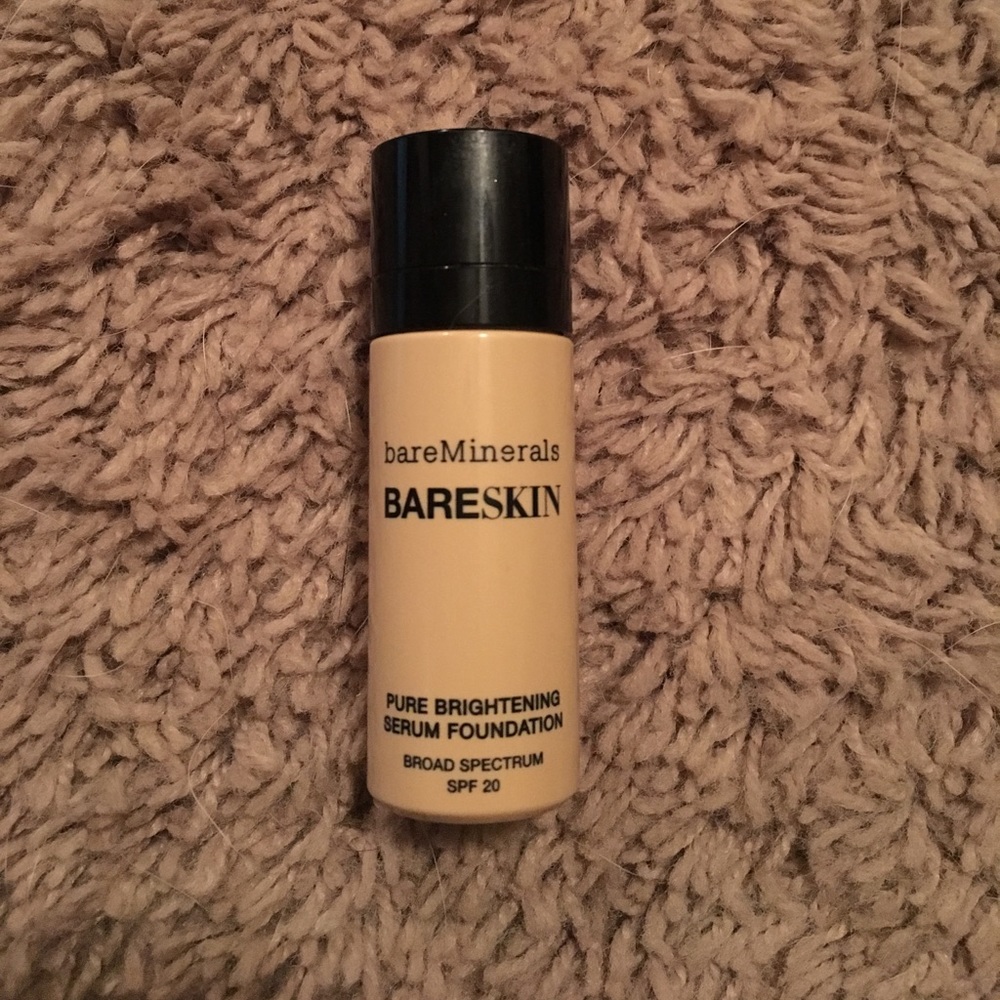 bareMinerals
BARESKIN
PURE BRIGHTENING
SERUM FOUNDATION
BROAD SPECTRUM
SPF 20